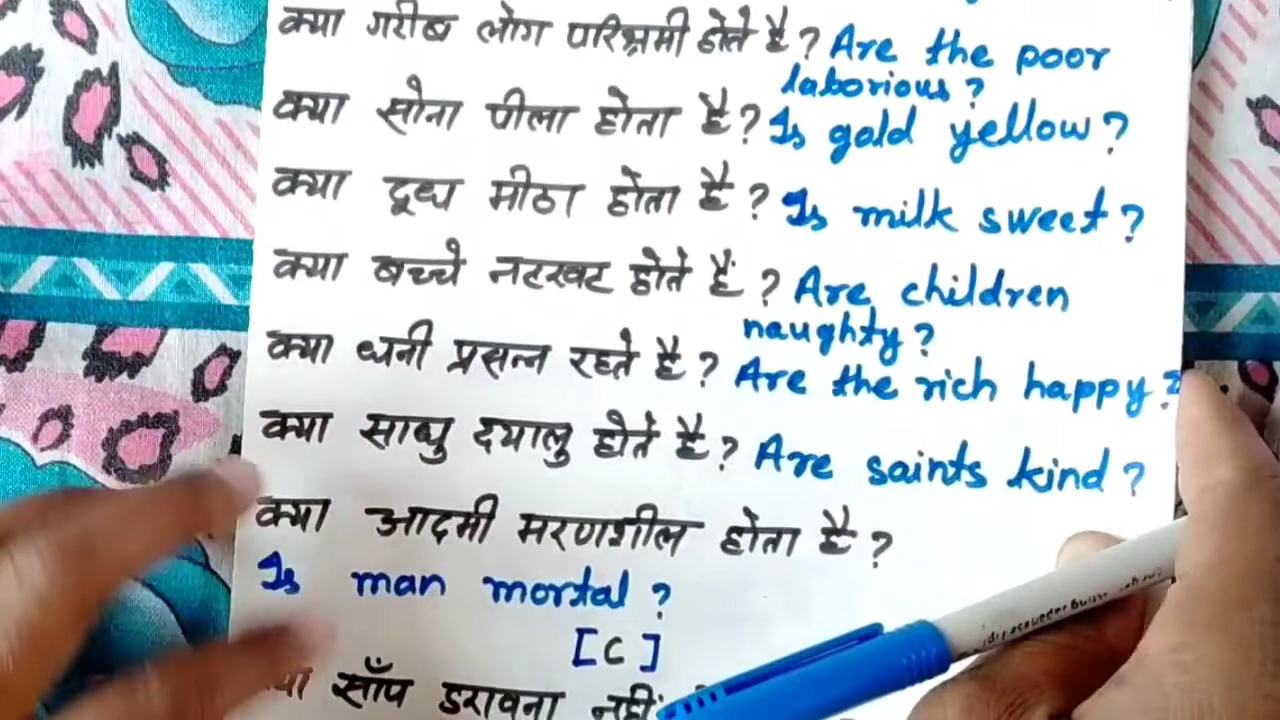 क्या गरीब लोग परिश्रमी होते है? Are the poor
laborious?
क्या सोना पीला होता है? Is gold yellow?
क्या दूध मीठा होता है? Is milk sweet?
क्या बच्चे नटखट होते हैं? Are children
naughty?
क्या धनी प्रसन्न रहते है? Are the rich happy?
क्या साधु दयालु होते है? Are saints kind?
क्या आदमी मरणशील होता है?
Is man mortal?
[C]
साँप डरावना नहीं